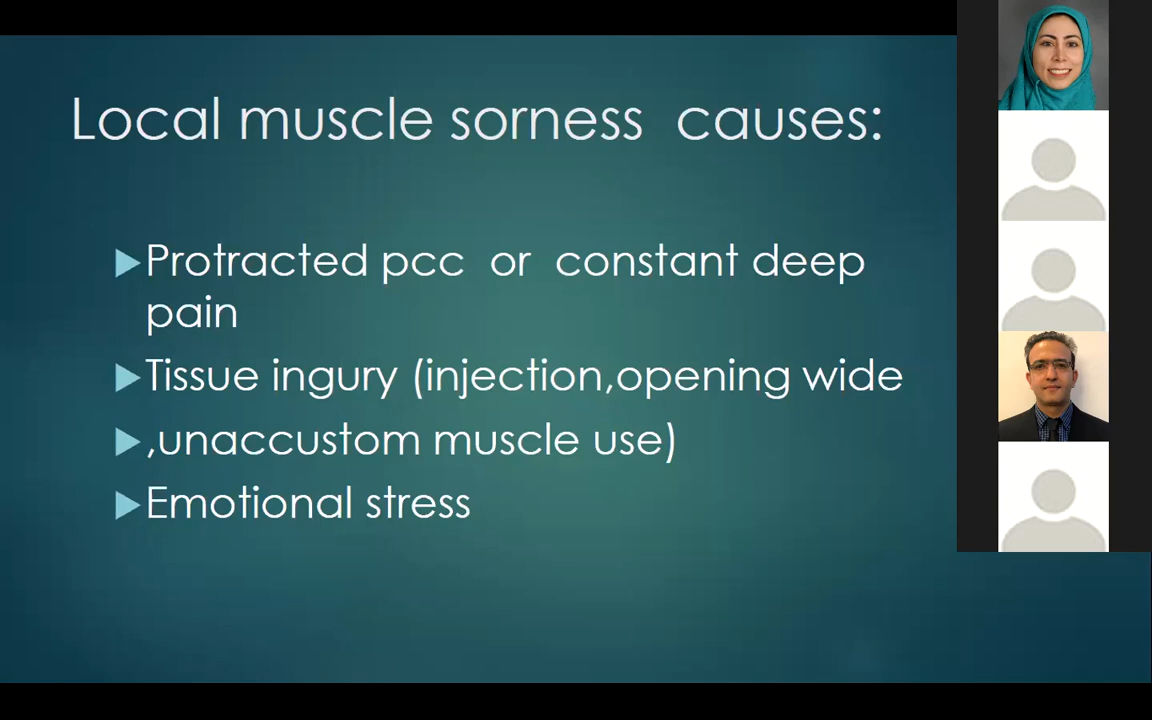 Local muscle sorness causes:
Protracted pcc or constant deep
pain
Tissue ingury (injection,opening wide
,unaccustom muscle use)
Emotional stress